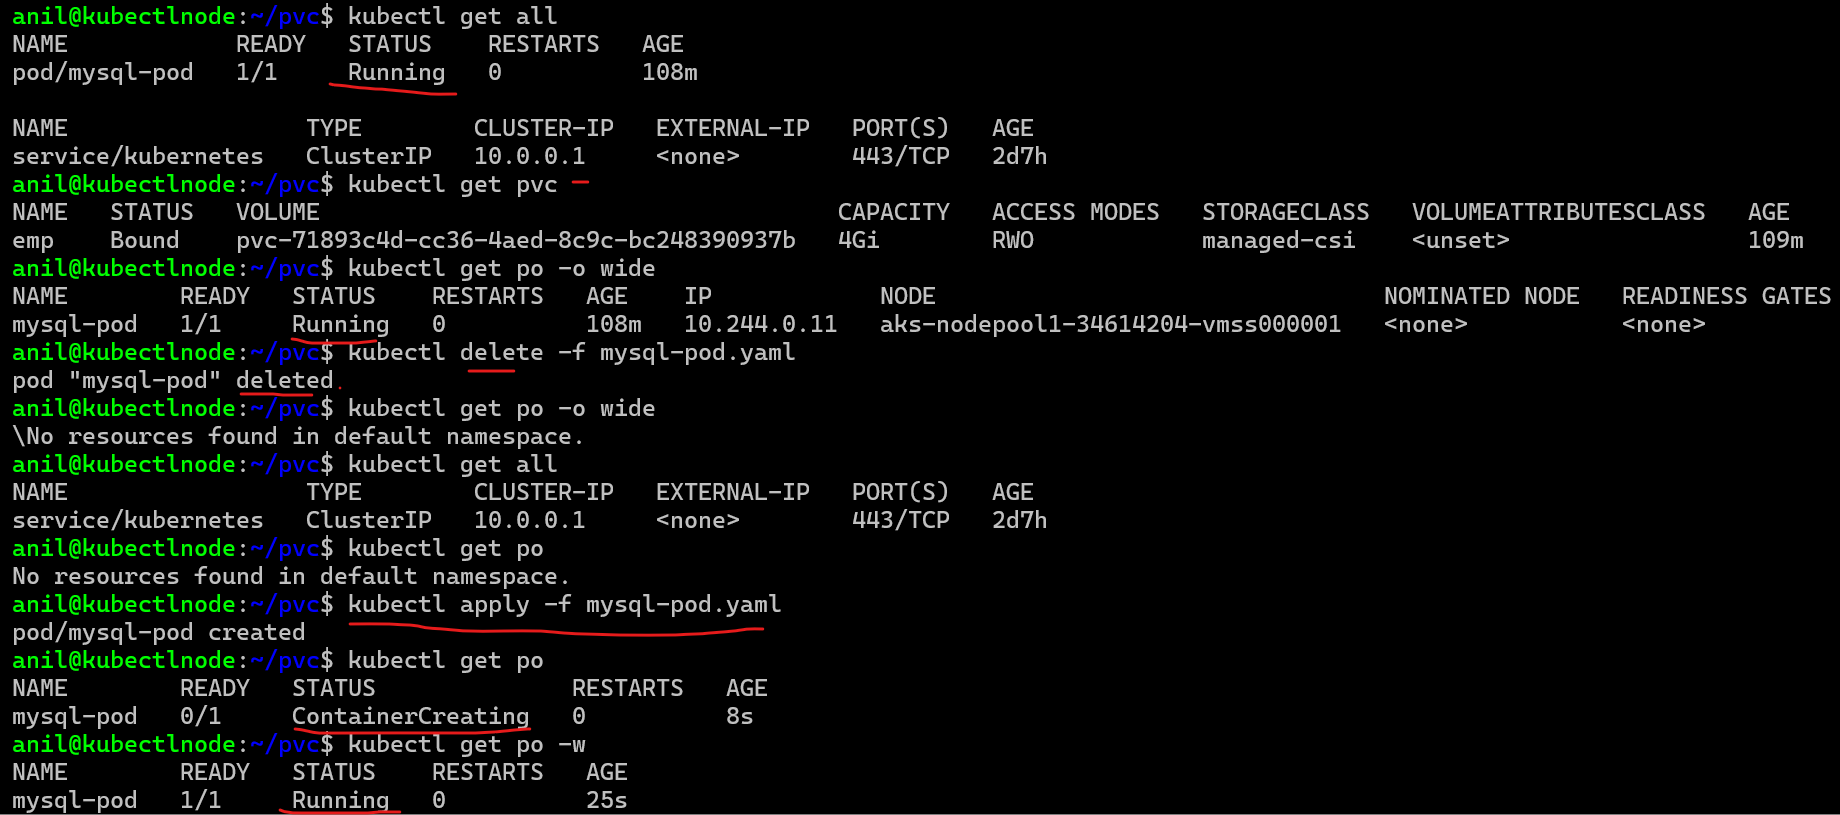 anil@kubectlnode:~/pvc$ kubectl get all
NAME            READY   STATUS    RESTARTS   AGE
pod/mysql-pod   1/1     Running   0          108m

NAME                 TYPE        CLUSTER-IP   EXTERNAL-IP   PORT(S)   AGE
service/kubernetes   ClusterIP   10.0.0.1     <none>        443/TCP   2d7h
anil@kubectlnode:~/pvc$ kubectl get pvc
NAME   STATUS   VOLUME                                     CAPACITY   ACCESS MODES   STORAGECLASS   VOLUMEATTRIBUTESCLASS   AGE
emp    Bound    pvc-71893c4d-cc36-4aed-8c9c-bc248390937b   4Gi        RWO            managed-csi    <unset>                 109m
anil@kubectlnode:~/pvc$ kubectl get po -o wide
NAME        READY   STATUS    RESTARTS   AGE    IP            NODE                                NOMINATED NODE   READINESS GATES
mysql-pod   1/1     Running   0          108m   10.244.0.11   aks-nodepool1-34614204-vmss000001   <none>           <none>
anil@kubectlnode:~/pvc$ kubectl delete -f mysql-pod.yaml
pod "mysql-pod" deleted
anil@kubectlnode:~/pvc$ kubectl get po -o wide
\No resources found in default namespace.
anil@kubectlnode:~/pvc$ kubectl get all
NAME                 TYPE        CLUSTER-IP   EXTERNAL-IP   PORT(S)   AGE
service/kubernetes   ClusterIP   10.0.0.1     <none>        443/TCP   2d7h
anil@kubectlnode:~/pvc$ kubectl get po
No resources found in default namespace.
anil@kubectlnode:~/pvc$ kubectl apply -f mysql-pod.yaml
pod/mysql-pod created
anil@kubectlnode:~/pvc$ kubectl get po
NAME        READY   STATUS              RESTARTS   AGE
mysql-pod   0/1     ContainerCreating   0          8s
anil@kubectlnode:~/pvc$ kubectl get po -w
NAME        READY   STATUS    RESTARTS   AGE
mysql-pod   1/1     Running   0          25s